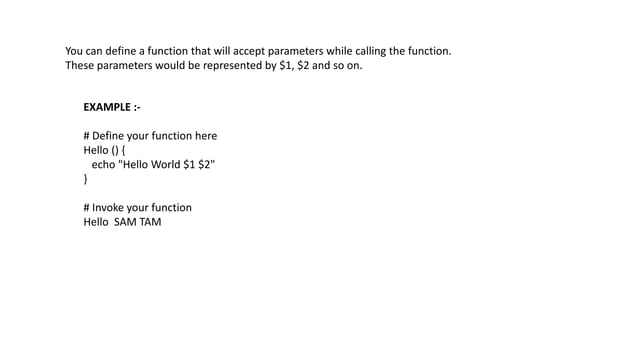 You can define a function that will accept parameters while calling the function.
These parameters would be represented by $1, $2 and so on.
EXAMPLE :-
# Define your function here
Hello () {
echo "Hello World $1 $2"
}
# Invoke your function
Hello  SAM TAM